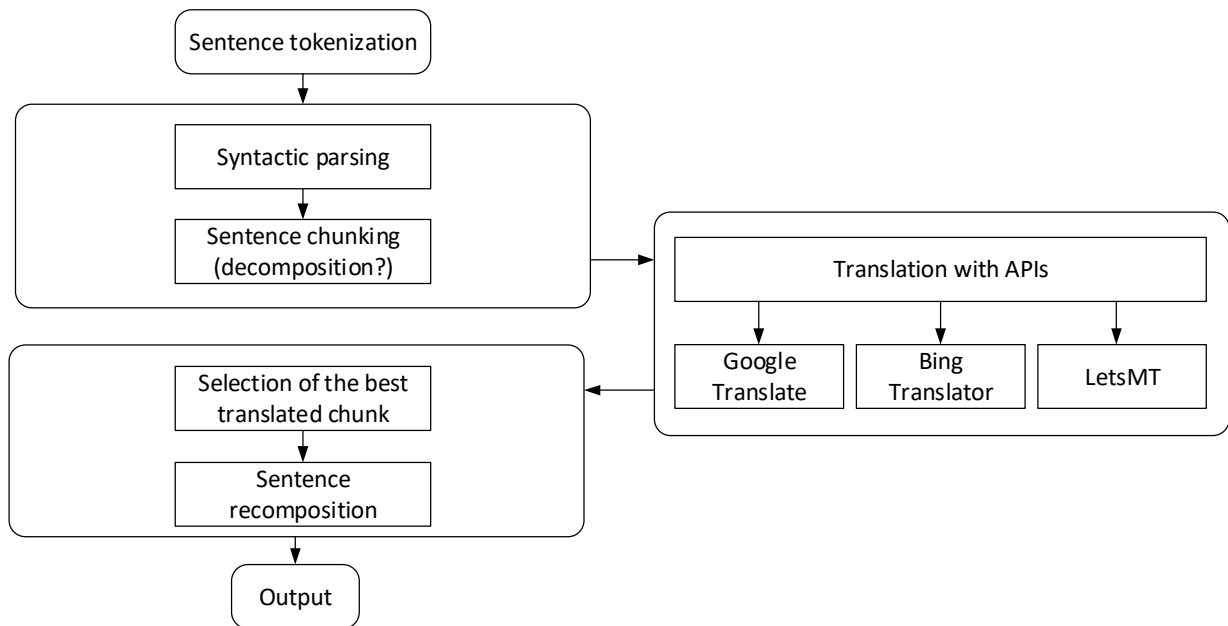 Sentence tokenization
Syntactic parsing
Sentence chunking
(decomposition?)
Translation with APIs
Google
Translate
Bing
Translator
LetsMT
Selection of the best
translated chunk
Sentence
recomposition
Output